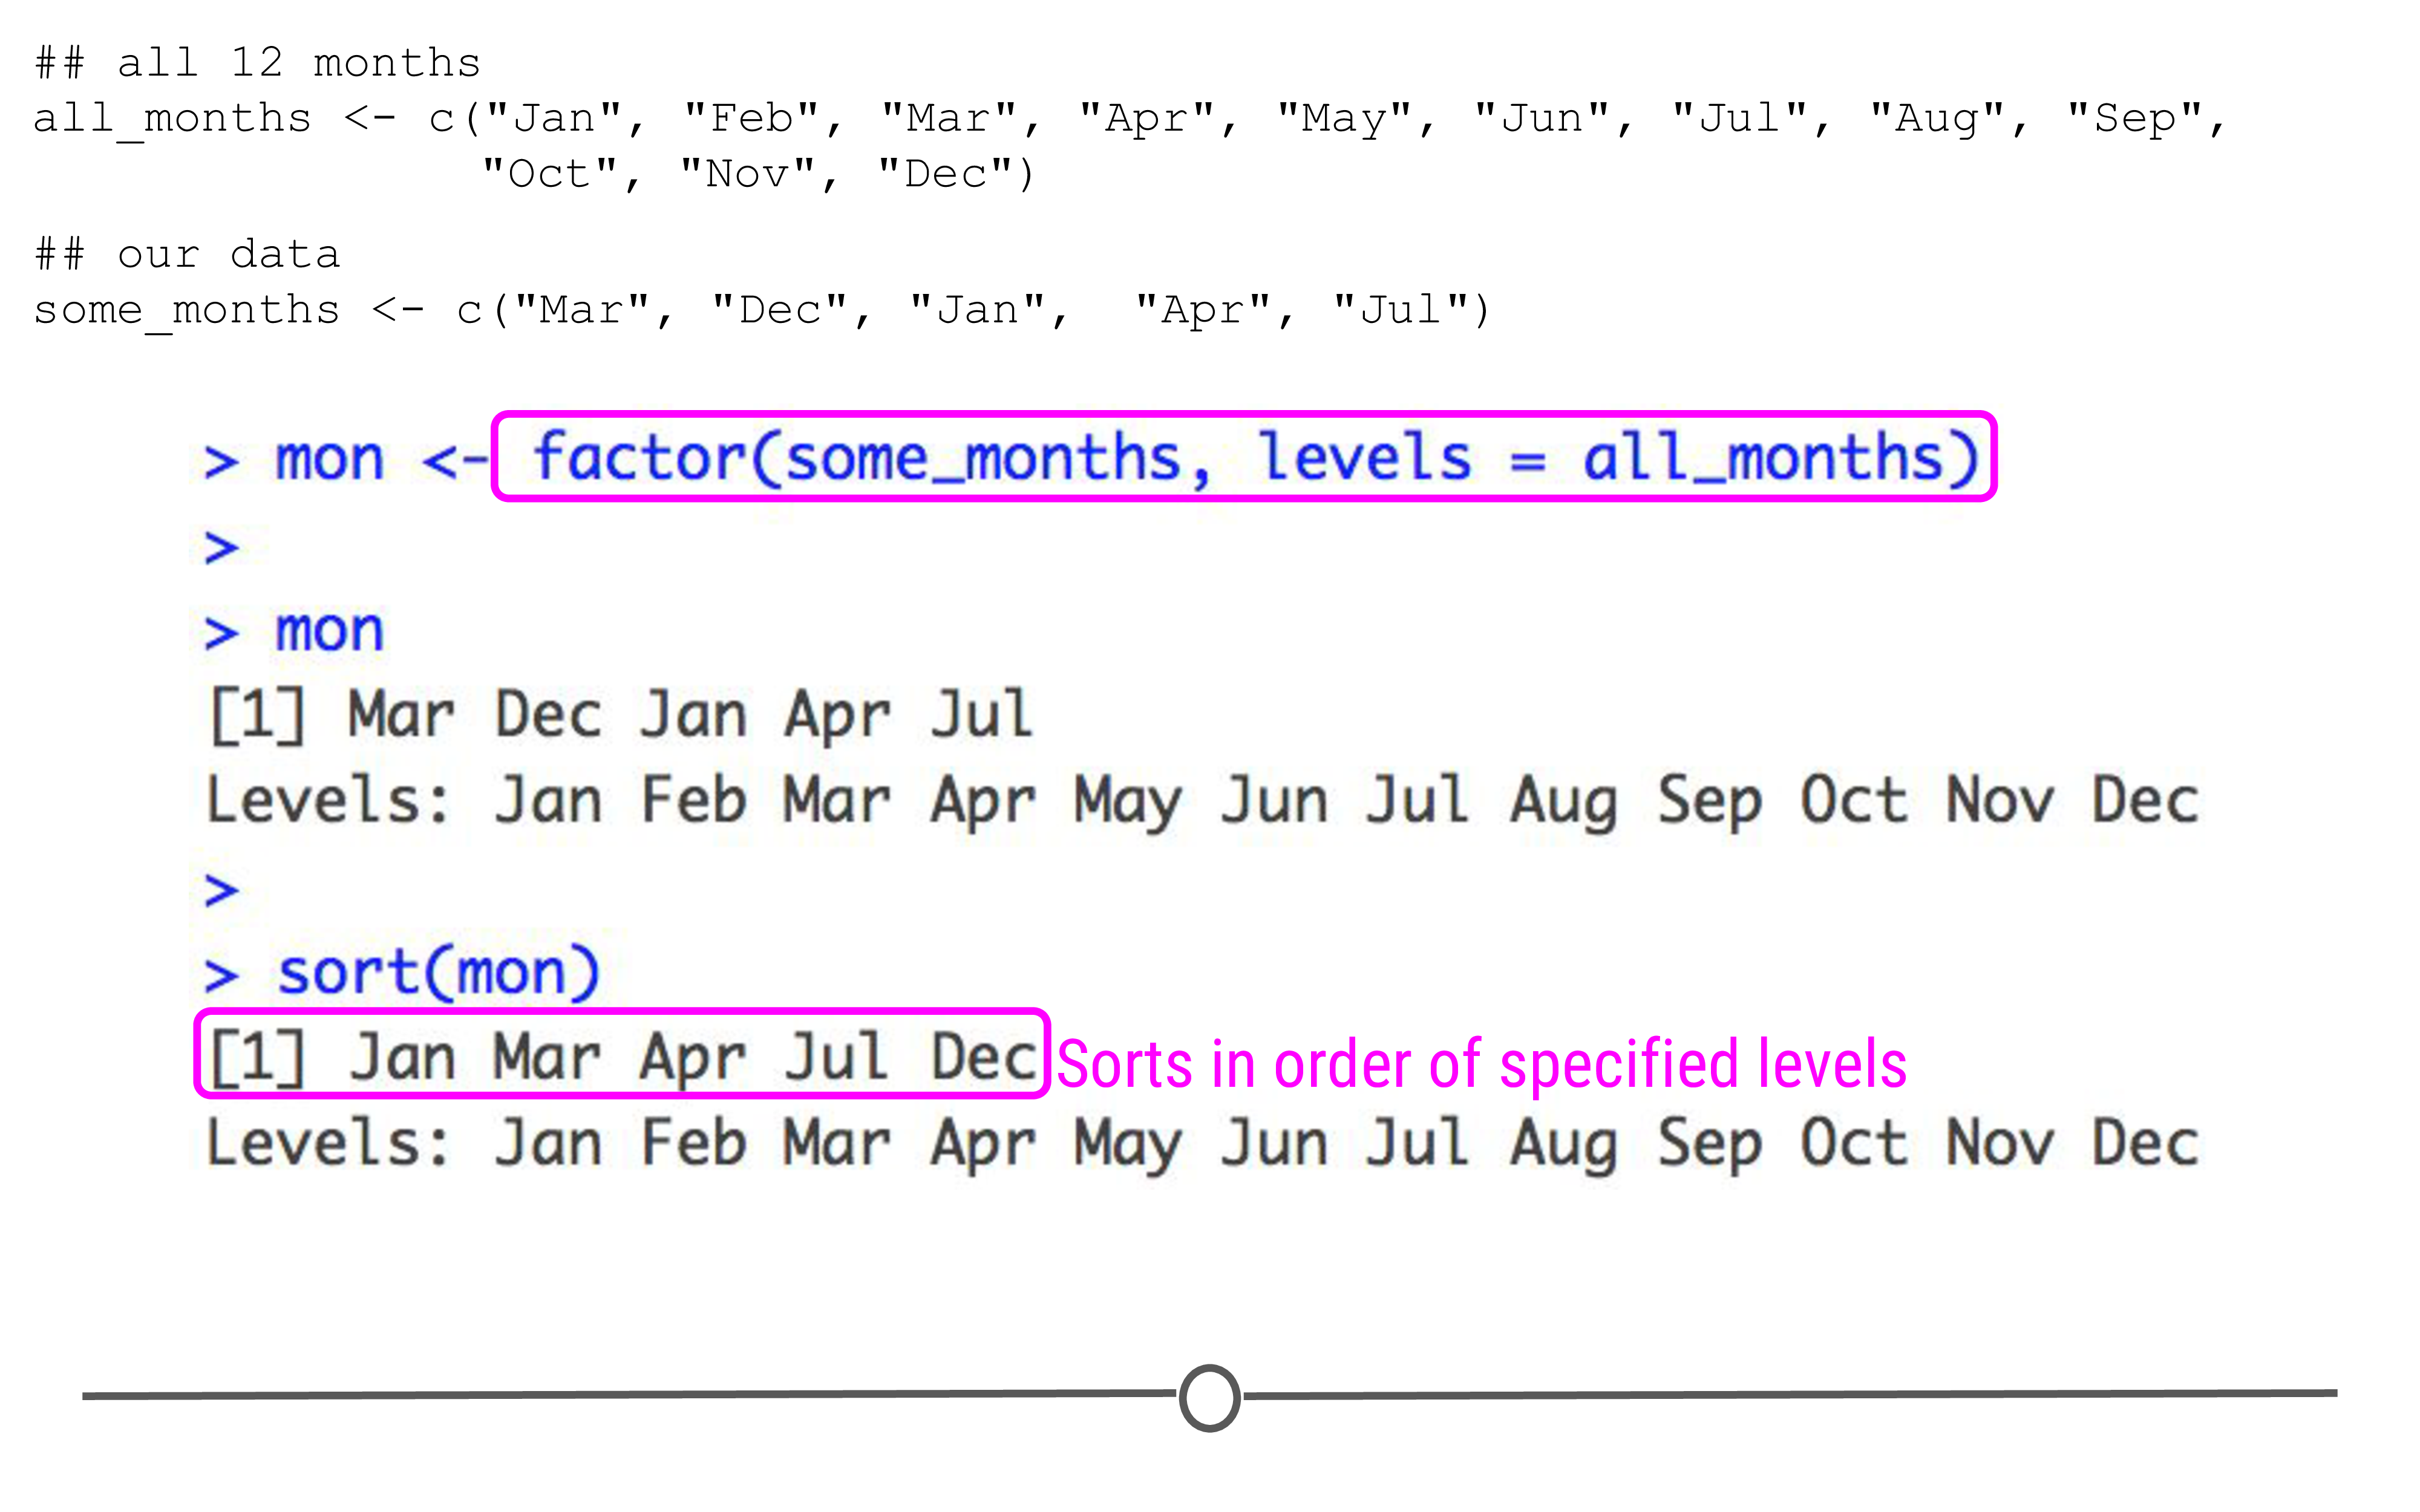 ## all 12 months
all_months <- c("Jan", "Feb", "Mar", "Apr", "May", "Jun", "Jul", "Aug", "Sep",
"Oct", "Nov", "Dec")
## our data
some_months <- c("Mar", "Dec", "Jan",  "Apr", "Jul")
> mon <- factor(some_months, levels = all_months)
>
> mon
[1] Mar Dec Jan Apr Jul
Levels: Jan Feb Mar Apr May Jun Jul Aug Sep Oct Nov Dec
>
> sort(mon)
[1] Jan Mar Apr Jul Dec Sorts in order of specified levels
Levels: Jan Feb Mar Apr May Jun Jul Aug Sep Oct Nov Dec